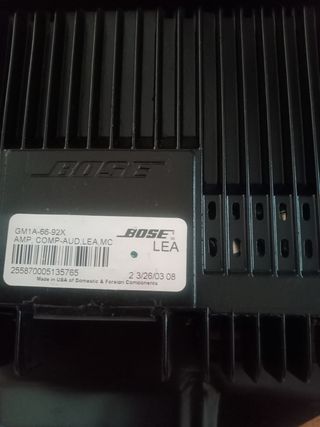 BOSE
GM1A-66-92X
AMP, COMP-AUD,LEA,MC
BOSE
LEA
255870005135765
2 3/26/03 08
Made in USA of Domestic & Foreign Components